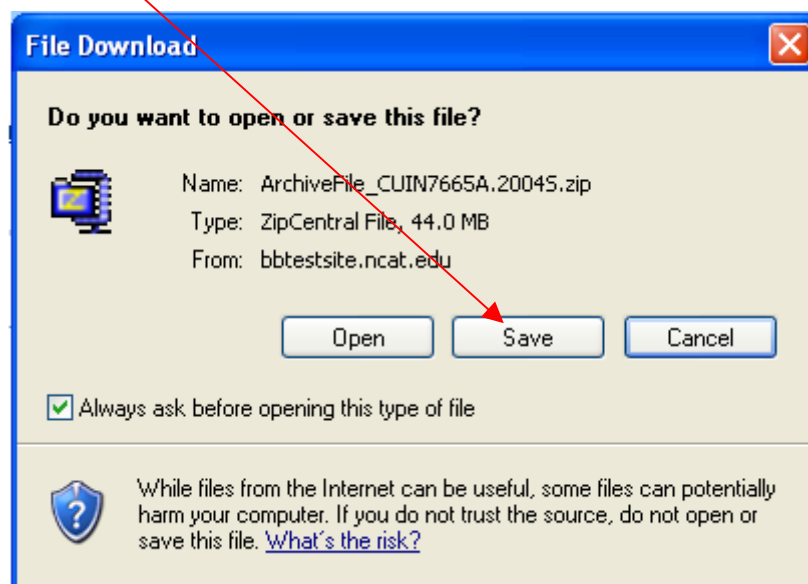 File Download
Do you want to open or save this file?
Name: ArchiveFile_CUIN7665A.2004S.zip
Type: ZipCentral File, 44.0 MB
From: bbtestsite.ncat.edu
Open Save Cancel
Always ask before opening this type of file
While files from the Internet can be useful, some files can potentially
harm your computer. If you do not trust the source, do not open or
save this file. What's the risk?